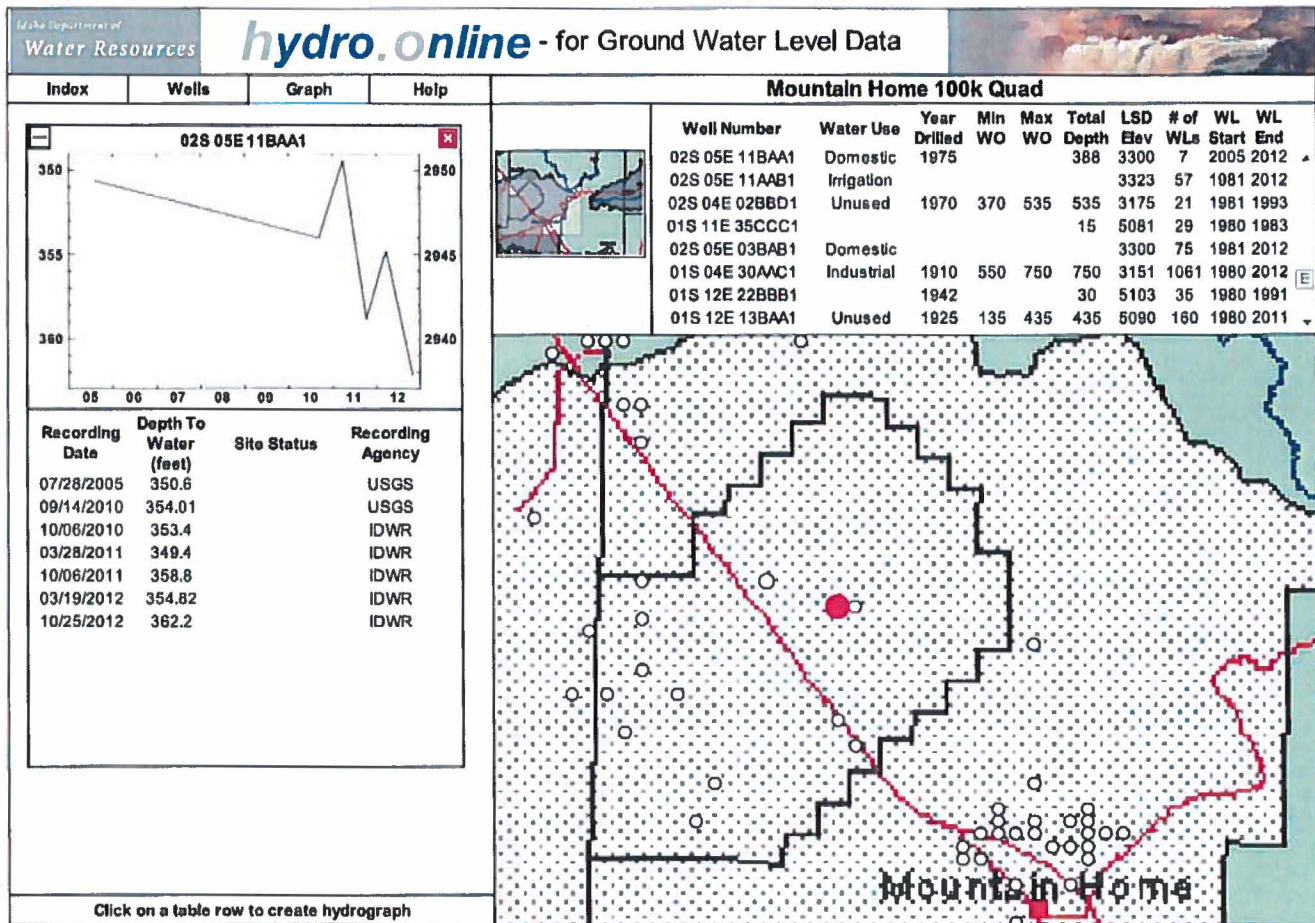 Idaho Department of
Water Resources
hydro.online - for Ground Water Level Data
Index Wells Graph Help
Mountain Home 100k Quad
02S 05E 11BAA1
350 2950
355 2945
360 2940
05 06 07 08 09 10 11 12
Recording Date Depth To Water (feet) Site Status Recording Agency
07/28/2005 350.6 USGS
09/14/2010 354.01 USGS
10/06/2010 353.4 IDWR
03/28/2011 349.4 IDWR
10/06/2011 358.8 IDWR
03/19/2012 354.82 IDWR
10/25/2012 362.2 IDWR
Well Number Water Use Year Drilled Min WO Max WO Total Depth LSD Elev # of WLs WL Start WL End
02S 05E 11BAA1 Domestic 1975 388 3300 7 2005 2012
02S 05E 11AAB1 Irrigation 3323 57 1981 2012
02S 04E 02BBD1 Unused 1970 370 535 535 3175 21 1981 1993
01S 11E 35CCC1 15 5081 29 1980 1983
02S 05E 03BAB1 Domestic 3300 75 1981 2012
01S 04E 30AAC1 Industrial 1910 550 750 750 3151 1061 1980 2012
01S 12E 22BBB1 1942 30 5103 35 1980 1991
01S 12E 13BAA1 Unused 1925 135 435 435 5090 160 1980 2011
E
Mountain Home
Click on a table row to create hydrograph